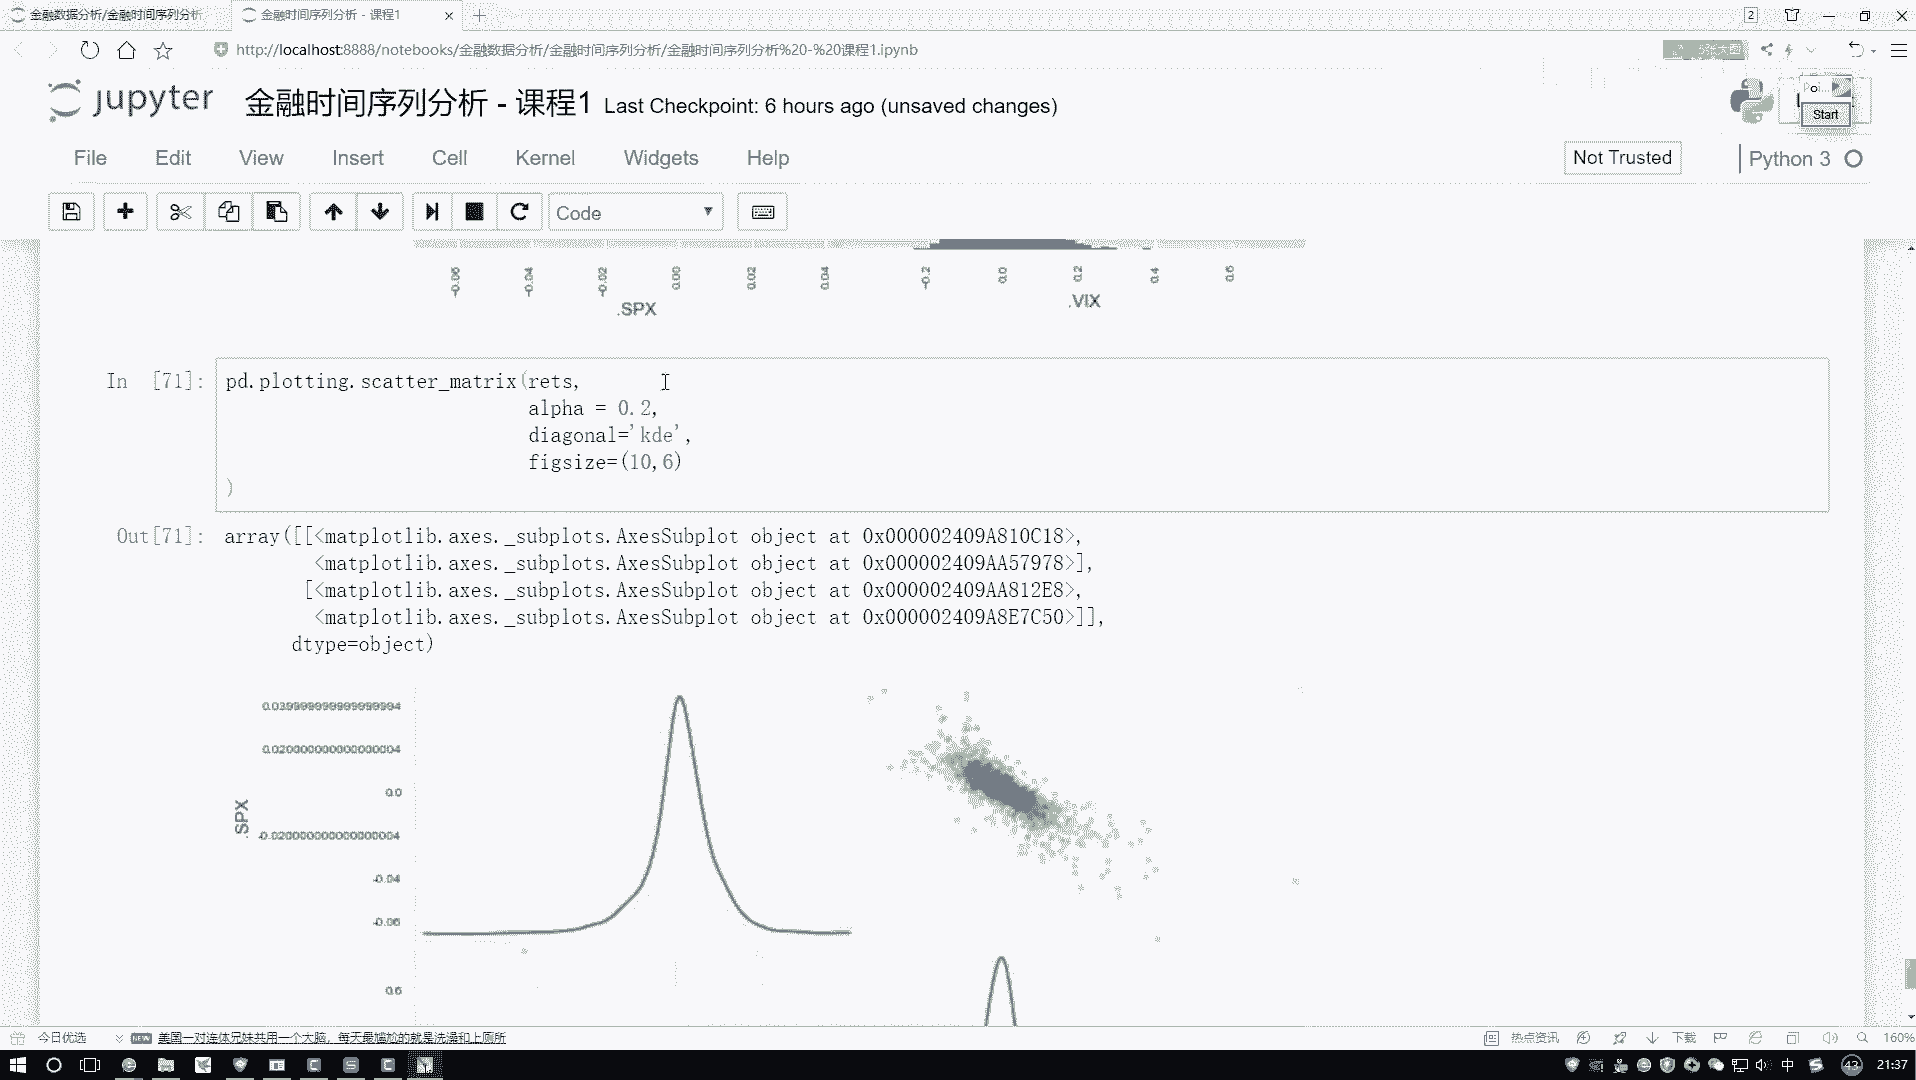 金融数据分析/金融时间序列分析
金融时间序列分析 - 课程1
2
http://localhost:8888/notebooks/金融数据分析/金融时间序列分析/金融时间序列分析%20-%20课程1.ipynb
jupyter
金融时间序列分析 - 课程1 Last Checkpoint: 6 hours ago (unsaved changes)
Start
File Edit View Insert Cell Kernel Widgets Help
Not Trusted
Python 3
Code
-0.06 -0.04 -0.02 0.00 0.02 0.04 -0.2 0.0 0.2 0.4 0.6
.SPX .VIX
In [71]: pd.plotting.scatter_matrix(rets,
alpha = 0.2,
diagonal='kde',
figsize=(10,6)
)
Out[71]: array([[<matplotlib.axes._subplots.AxesSubplot object at 0x000002409A810C18>,
<matplotlib.axes._subplots.AxesSubplot object at 0x000002409AA57978>],
[<matplotlib.axes._subplots.AxesSubplot object at 0x000002409AA812E8>,
<matplotlib.axes._subplots.AxesSubplot object at 0x000002409A8E7C50>]],
dtype=object)
0.020000000000000004
0.0
.SPX
-0.020000000000000004
-0.04
-0.06
0.6
今日优选
NEW
美国一对连体兄妹共用一个大脑，每天最尴尬的就是洗澡和上厕所
热点资讯
下载
160%
中
43
21:37